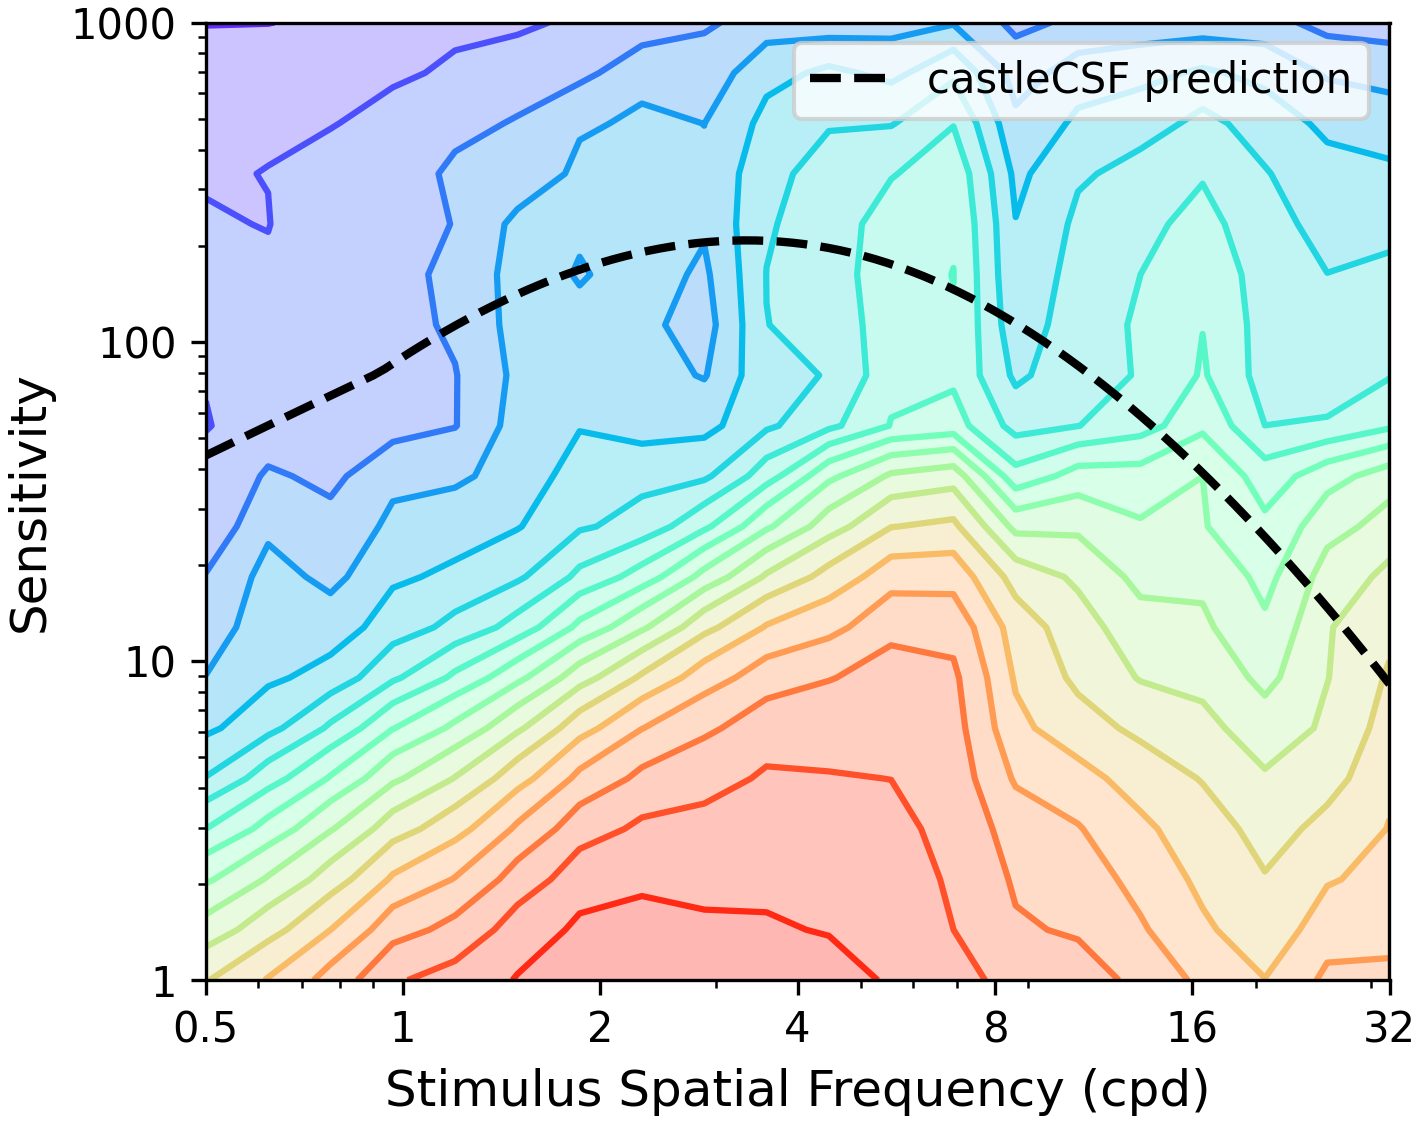 1000
castleCSF prediction
100
Sensitivity
10
1
0.5 1 2 4 8 16 32
Stimulus Spatial Frequency (cpd)